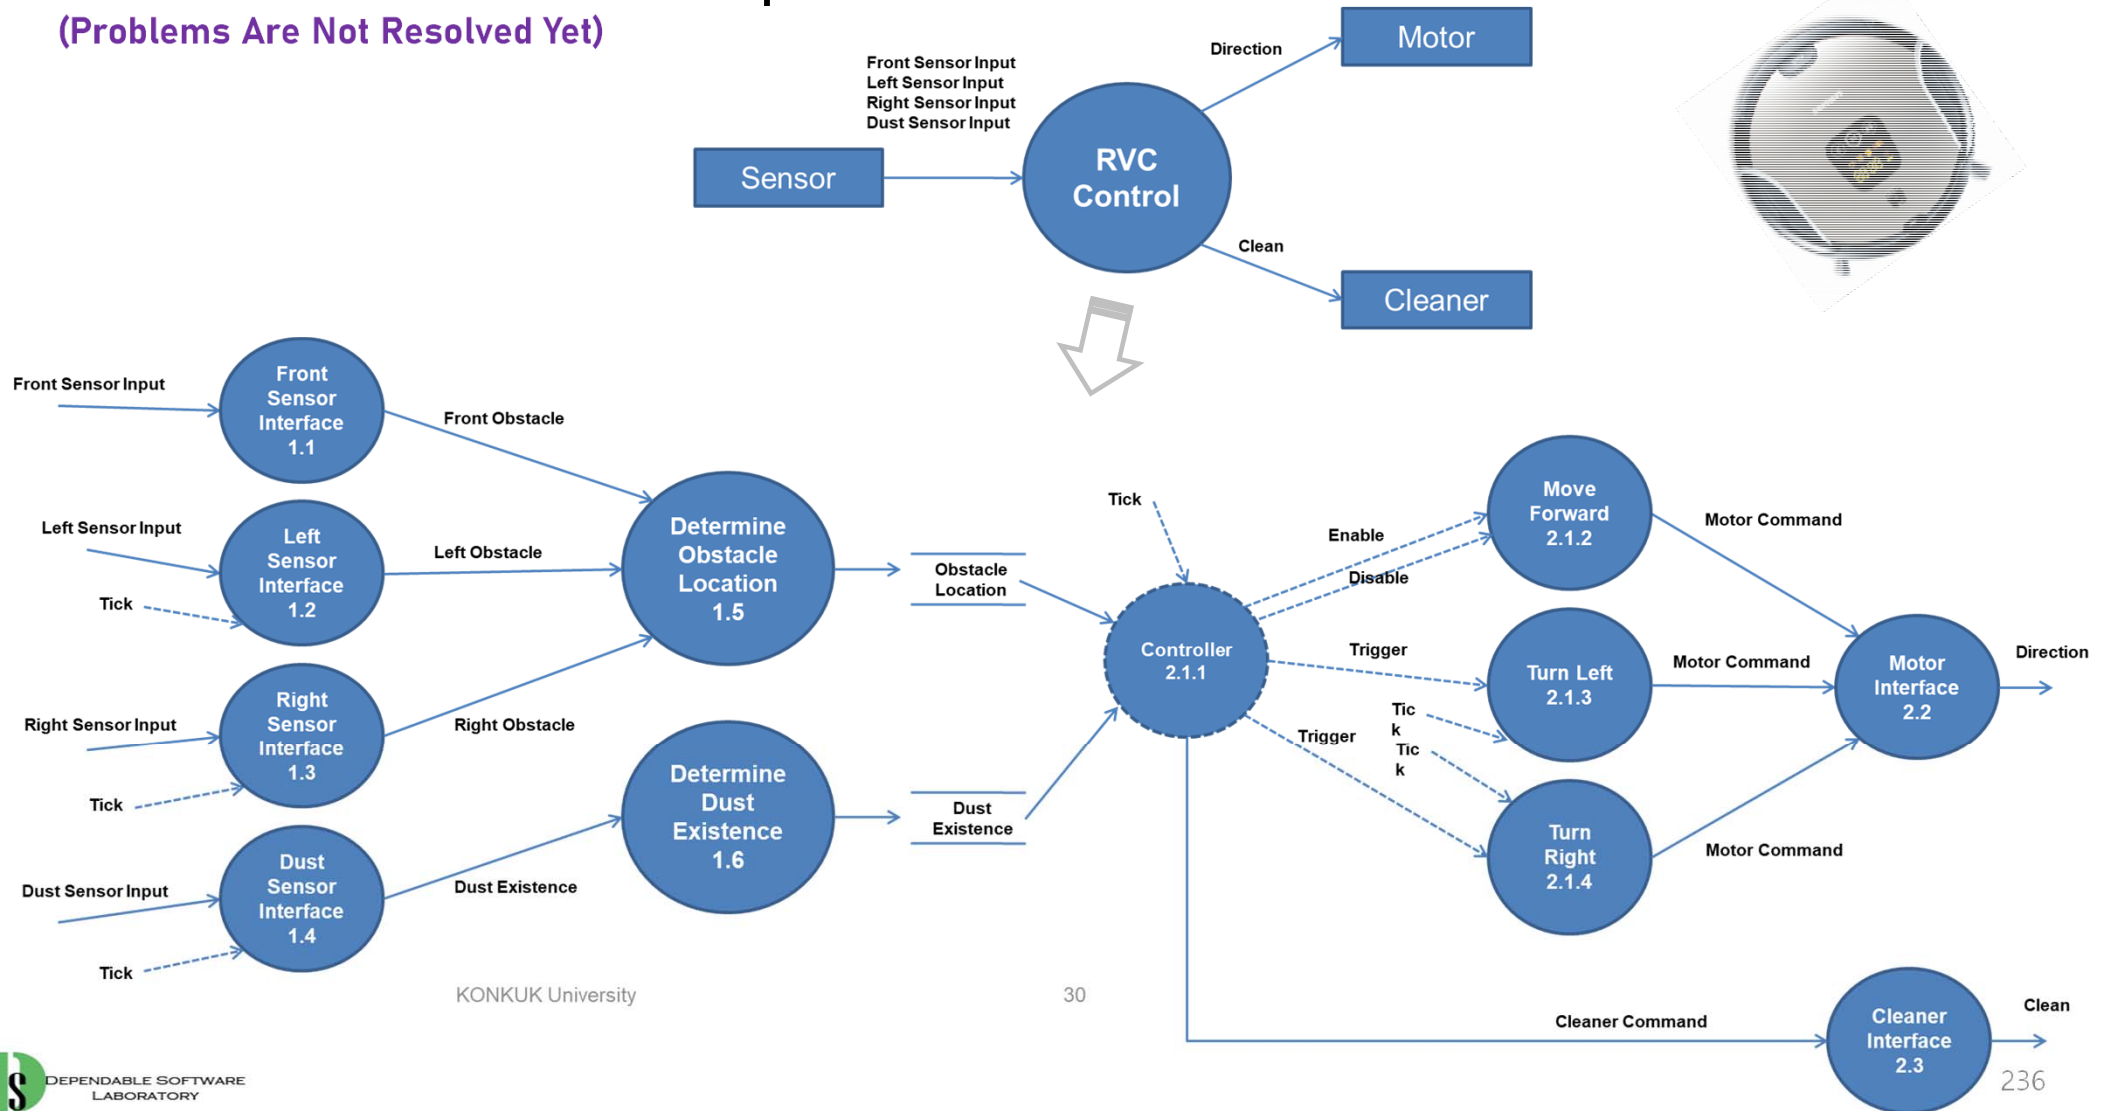 (Problems Are Not Resolved Yet)
Front Sensor Input
Left Sensor Input
Right Sensor Input
Dust Sensor Input
Sensor
RVC
Control
Direction
Motor
Clean
Cleaner
Front Sensor Input
Front
Sensor
Interface
1.1
Front Obstacle
Left Sensor Input
Tick
Left
Sensor
Interface
1.2
Left Obstacle
Right Sensor Input
Tick
Right
Sensor
Interface
1.3
Right Obstacle
Dust Sensor Input
Tick
Dust
Sensor
Interface
1.4
Dust Existence
Determine
Obstacle
Location
1.5
Determine
Dust
Existence
1.6
Obstacle
Location
Dust
Existence
Tick
Controller
2.1.1
Enable
Disable
Trigger
Tic
k
Tic
k
Trigger
Move
Forward
2.1.2
Turn Left
2.1.3
Turn
Right
2.1.4
Motor Command
Motor Command
Motor Command
Motor
Interface
2.2
Direction
Cleaner Command
Cleaner
Interface
2.3
Clean
KONKUK University
30
DEPENDABLE SOFTWARE
LABORATORY
236